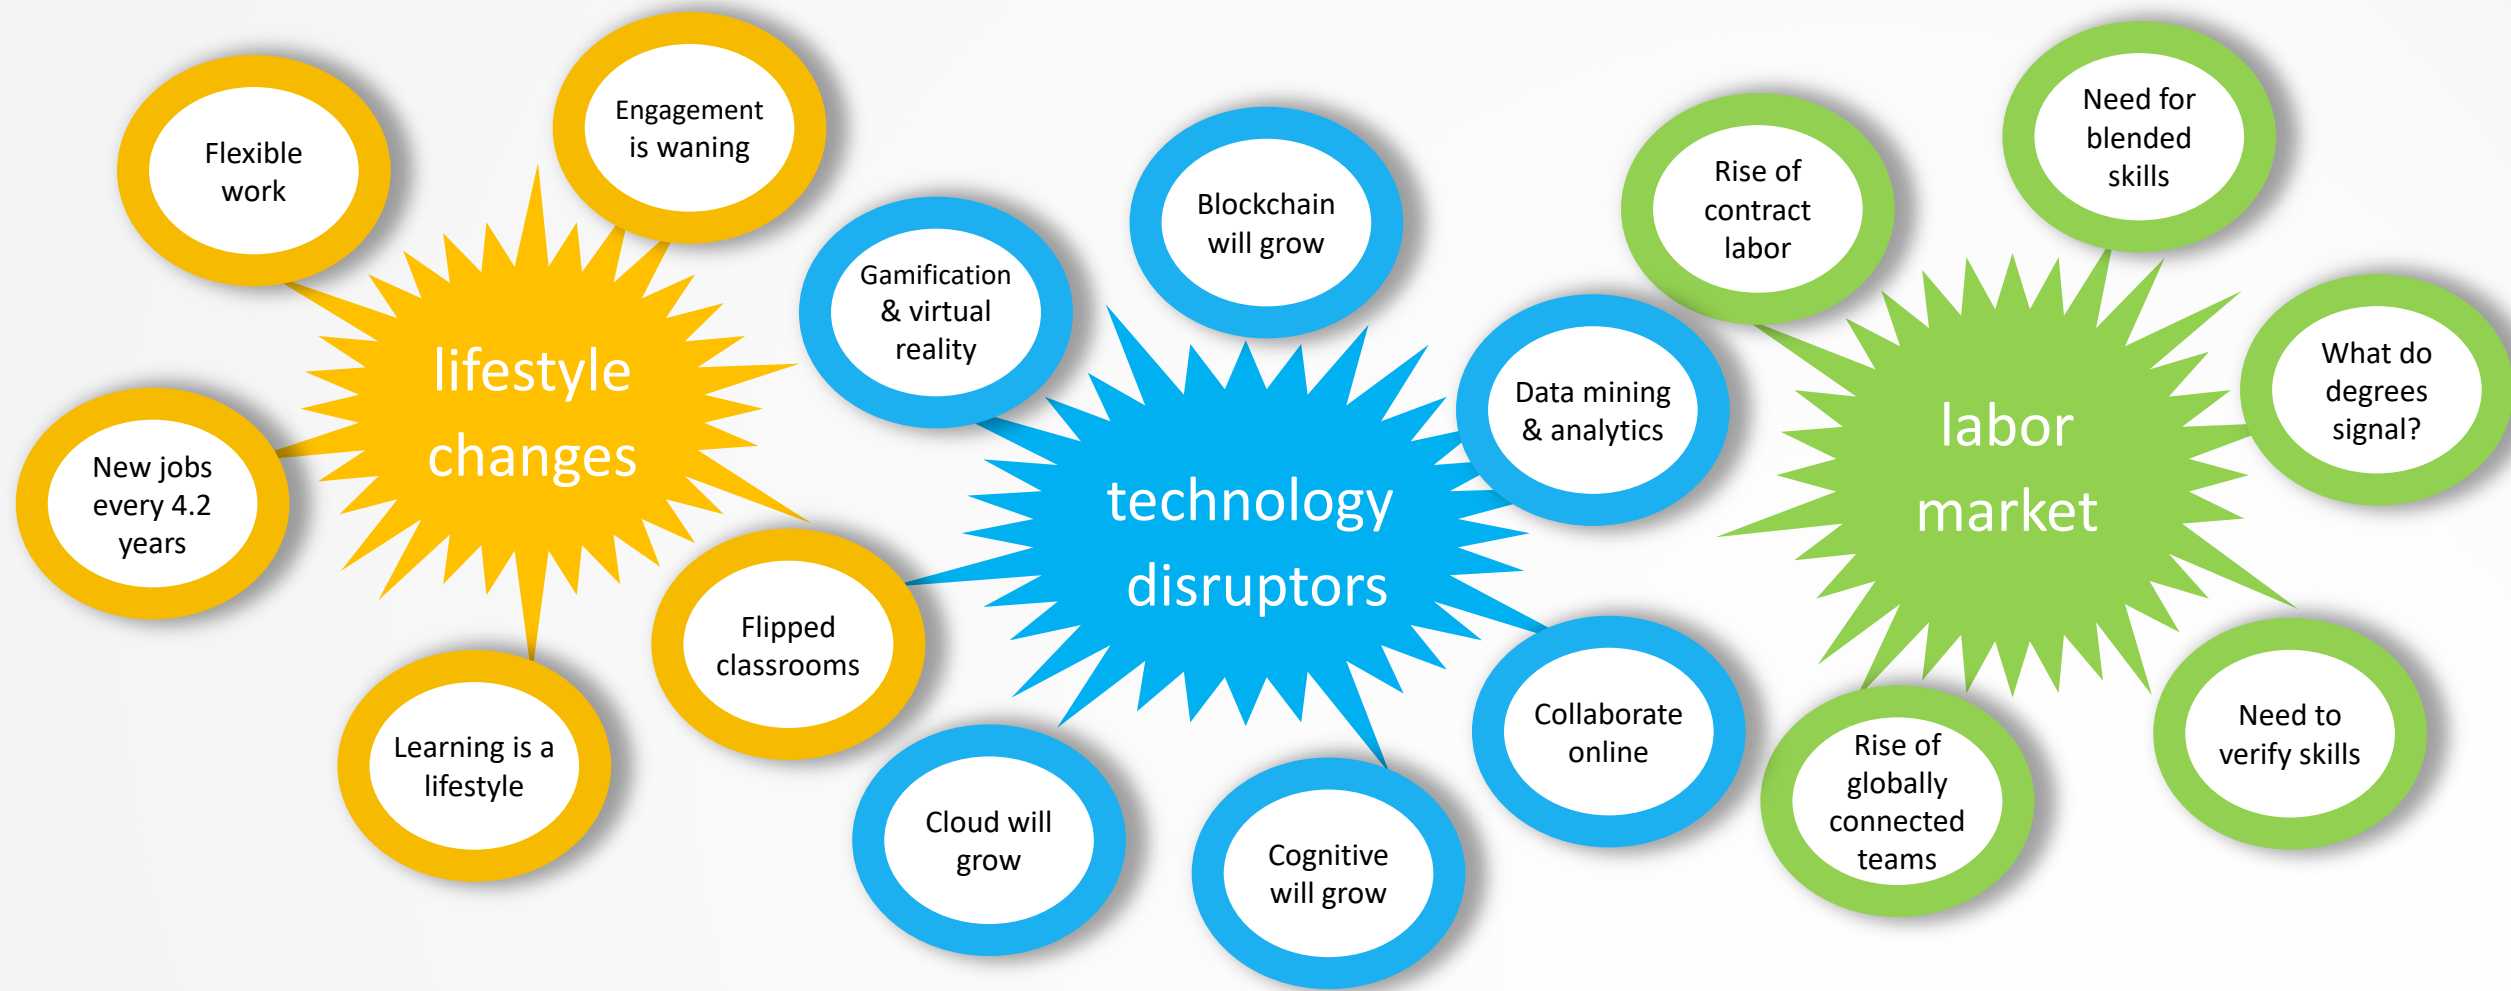 Flexible
work
Engagement
is waning
lifestyle
changes
New jobs
every 4.2
years
Learning is a
lifestyle
Flipped
classrooms
Gamification
& virtual
reality
Blockchain
will grow
Data mining
& analytics
technology
disruptors
Collaborate
online
Cloud will
grow
Cognitive
will grow
Rise of
contract
labor
Need for
blended
skills
What do
degrees
signal?
labor
market
Need to
verify skills
Rise of
globally
connected
teams